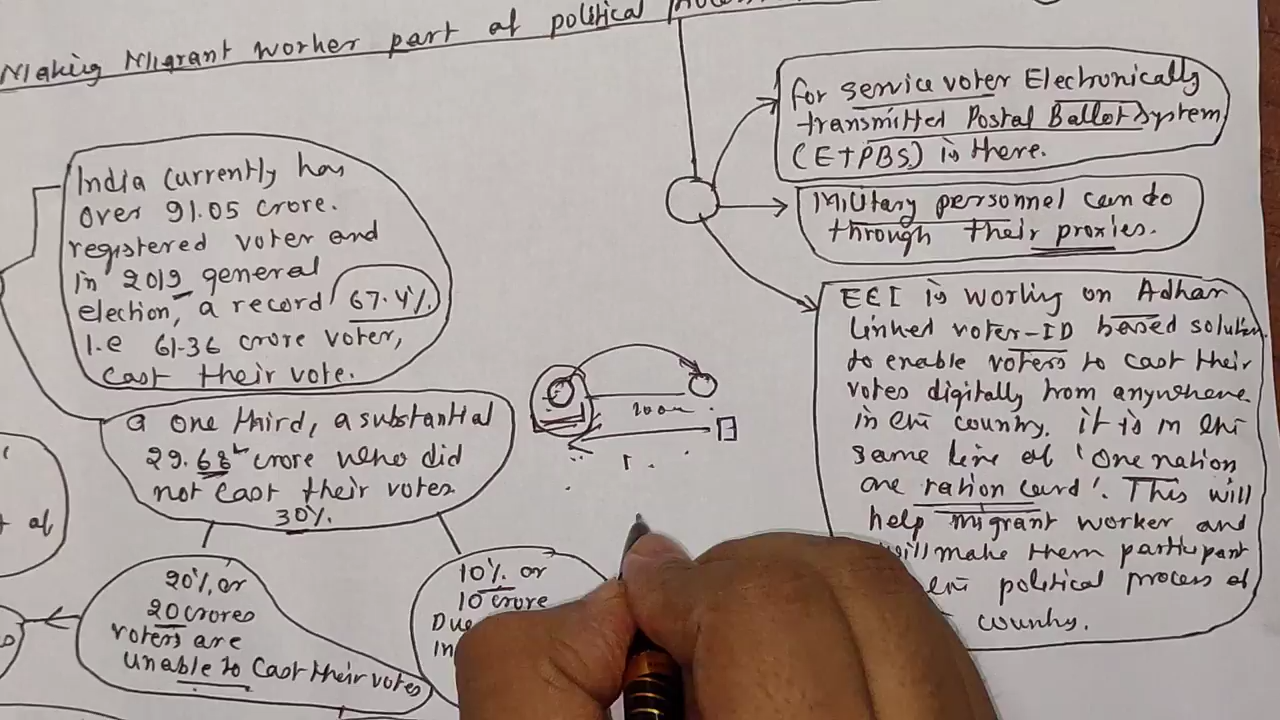 Making Migrant worker part of political
for service voter Electronically
transmitted Postal Ballot System
(ETPBS) is there.
Military personnel can do
through their proxies.
ECI is working on Adhar
linked voter-ID based solution
to enable voters to cast their
votes digitally from anywhere
in the country. it is in the
same line of 'One nation
one ration card'. This will
help migrant worker and
will make them participant
political process of
country.
India currently has
over 91.05 crore.
registered voter and
in 2019 general
election, a record 67.4%.
i.e 61.36 crore voter,
cast their vote.
a one third, a substantial
29.68 crore who did
not cast their votes
30%.
200m
20% or
20 crores
voters are
unable to cast their votes
10% or
10 crore
Due
In
of